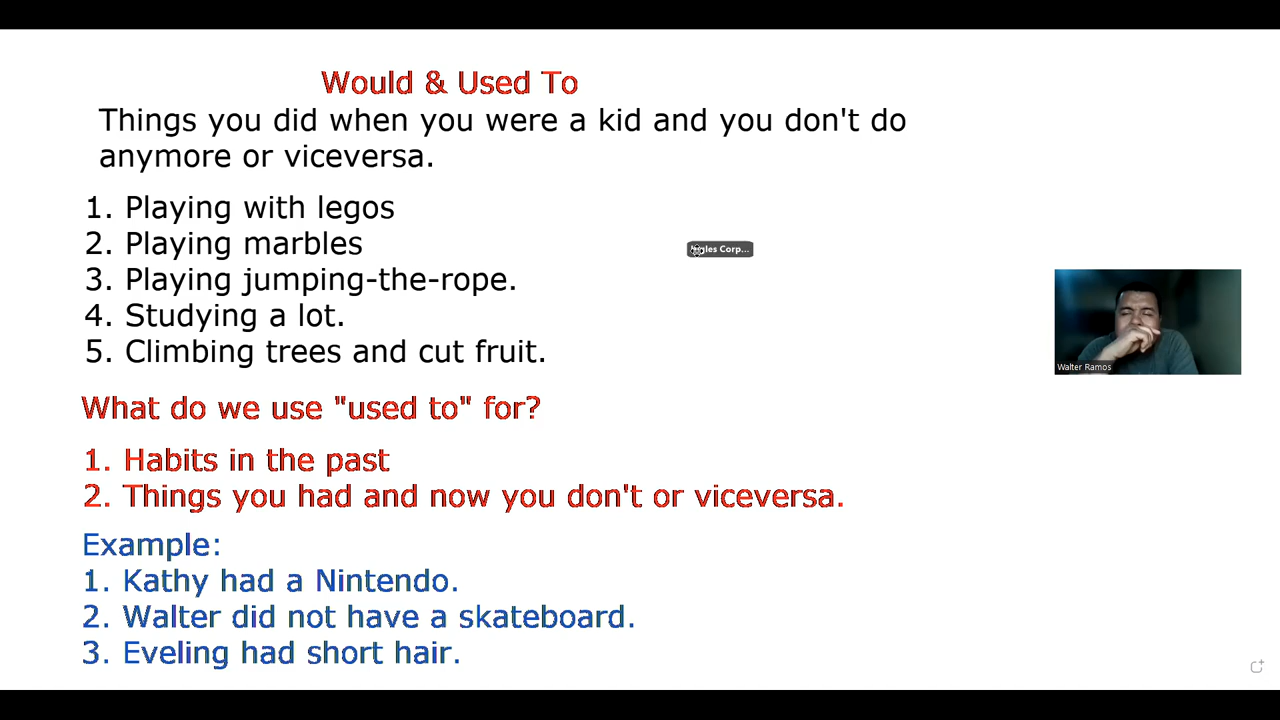 Would & Used To
Things you did when you were a kid and you don't do
anymore or viceversa.
1. Playing with legos
2. Playing marbles
3. Playing jumping-the-rope.
4. Studying a lot.
5. Climbing trees and cut fruit.
What do we use "used to" for?
1. Habits in the past
2. Things you had and now you don't or viceversa.
Example:
1. Kathy had a Nintendo.
2. Walter did not have a skateboard.
3. Eveling had short hair.
Corp...
Walter Ramos